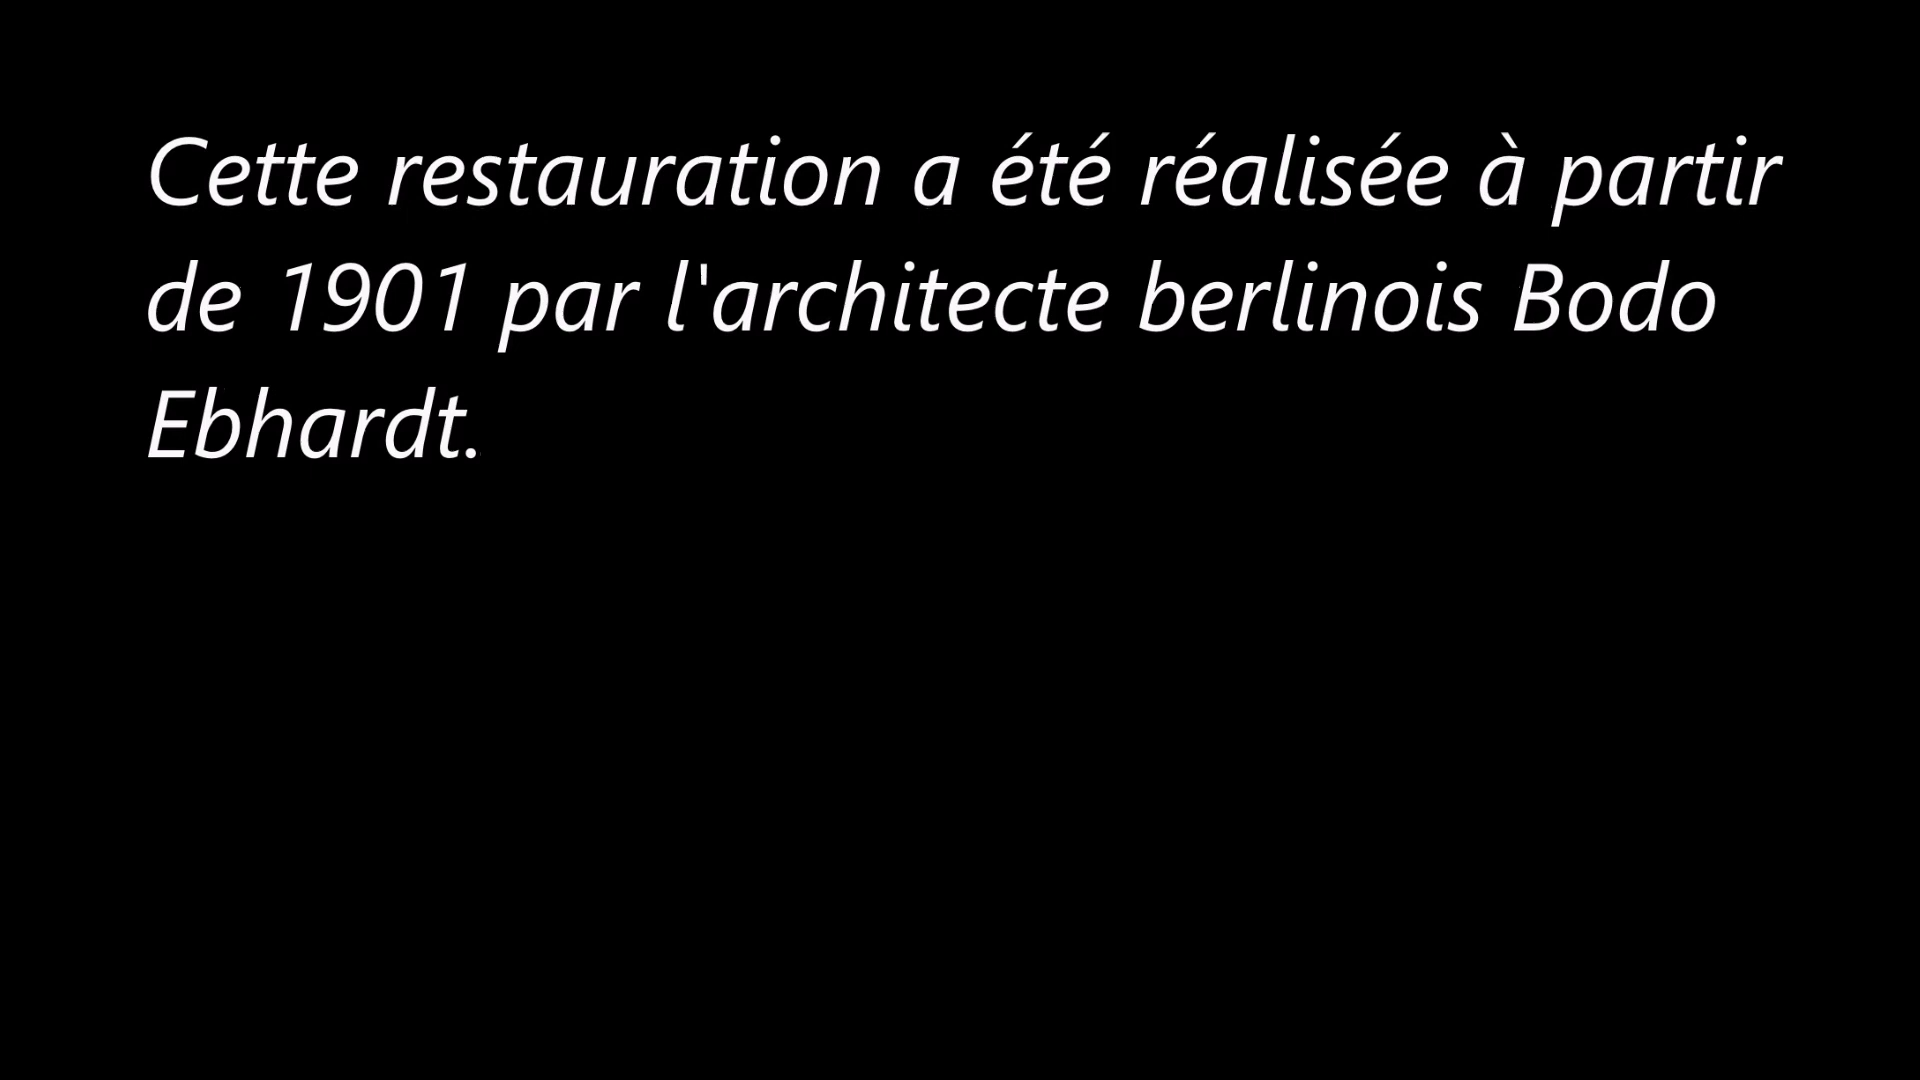 Cette restauration a été réalisée à partir
de 1901 par l'architecte berlinois Bodo
Ebhardt.